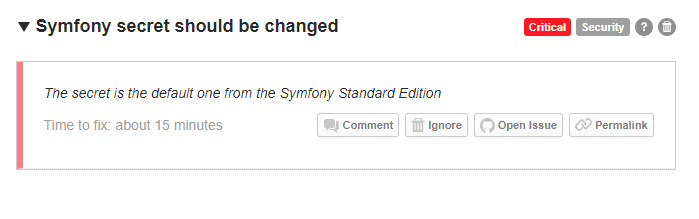 ▼ Symfony secret should be changed Critical Security ?
The secret is the default one from the Symfony Standard Edition
Time to fix: about 15 minutes Comment Ignore Open Issue Permalink